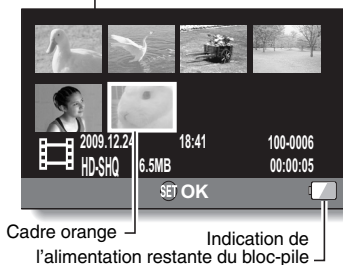 2009.12.24 18:41 100-0006
HD-SHQ 6.5MB 00:00:05
SET OK
Cadre orange
Indication de
l'alimentation restante du bloc-pile